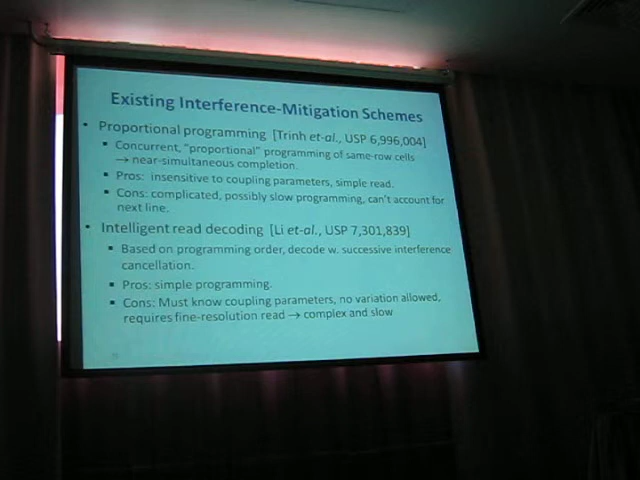 Existing Interference-Mitigation Schemes
• Proportional programming [Trinh et-al., USP 6,996,004]
▪ Concurrent, "proportional" programming of same-row cells
→ near-simultaneous completion.
▪ Pros: insensitive to coupling parameters, simple read.
▪ Cons: complicated, possibly slow programming, can't account for
next line.
• Intelligent read decoding [Li et-al., USP 7,301,839]
▪ Based on programming order, decode w. successive interference
cancellation.
▪ Pros: simple programming.
▪ Cons: Must know coupling parameters, no variation allowed,
requires fine-resolution read → complex and slow